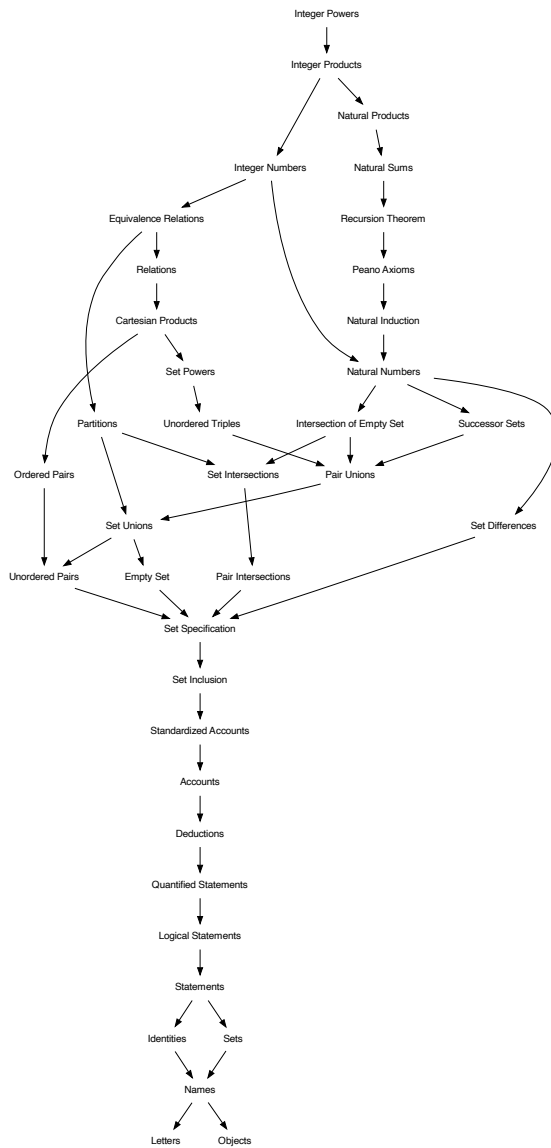 Integer Powers
Integer Products
Natural Products
Integer Numbers
Natural Sums
Equivalence Relations
Recursion Theorem
Relations
Peano Axioms
Cartesian Products
Natural Induction
Set Powers
Natural Numbers
Partitions
Unordered Triples
Intersection of Empty Set
Successor Sets
Ordered Pairs
Set Intersections
Pair Unions
Set Unions
Set Differences
Unordered Pairs
Empty Set
Pair Intersections
Set Specification
Set Inclusion
Standardized Accounts
Accounts
Deductions
Quantified Statements
Logical Statements
Statements
Identities
Sets
Names
Letters
Objects